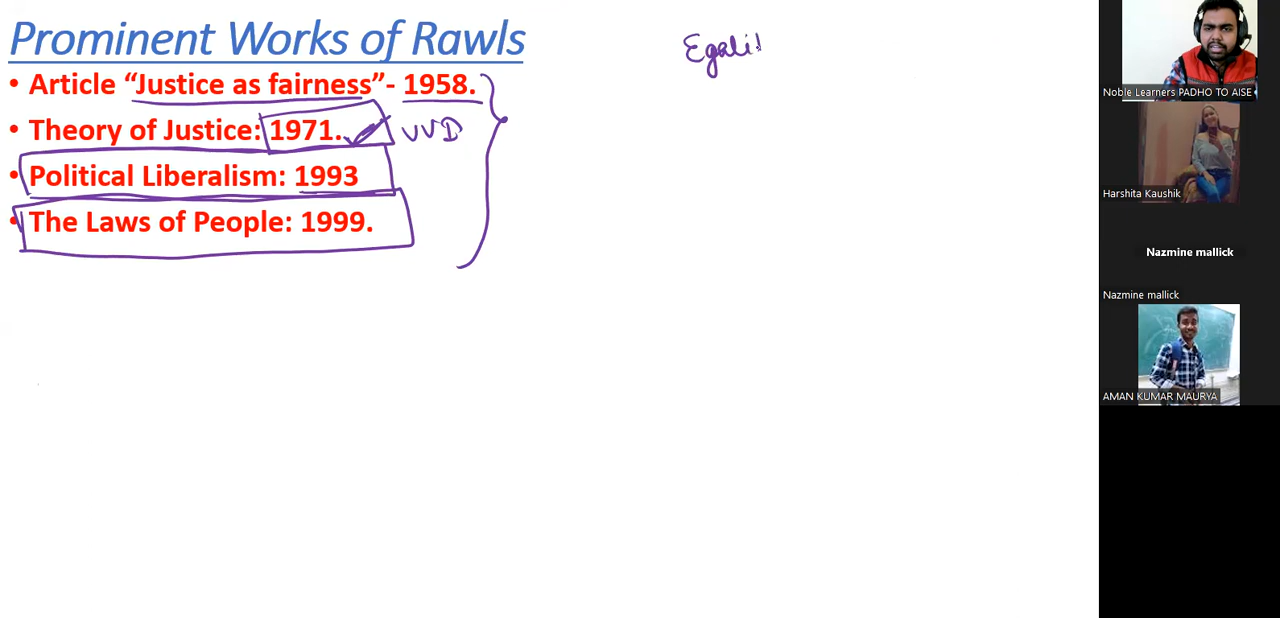 Prominent Works of Rawls
• Article “Justice as fairness”- 1958.
• Theory of Justice: 1971. VVI
• Political Liberalism: 1993
• The Laws of People: 1999.
Egali
Noble Learners PADHO TO AISE
Harshita Kaushik
Nazmine mallick
Nazmine mallick
AMAN KUMAR MAURYA